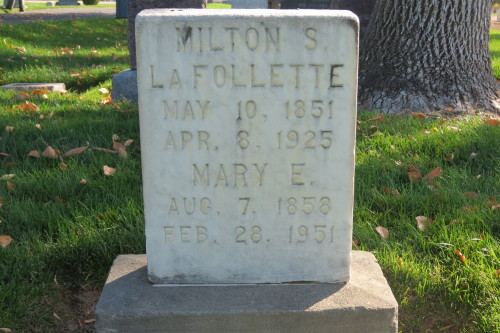 MILTON S.
LAFOLLETTE
MAY 10. 1851
APR. 8. 1925
MARY E.
AUG. 7. 1858
FEB. 28. 1951